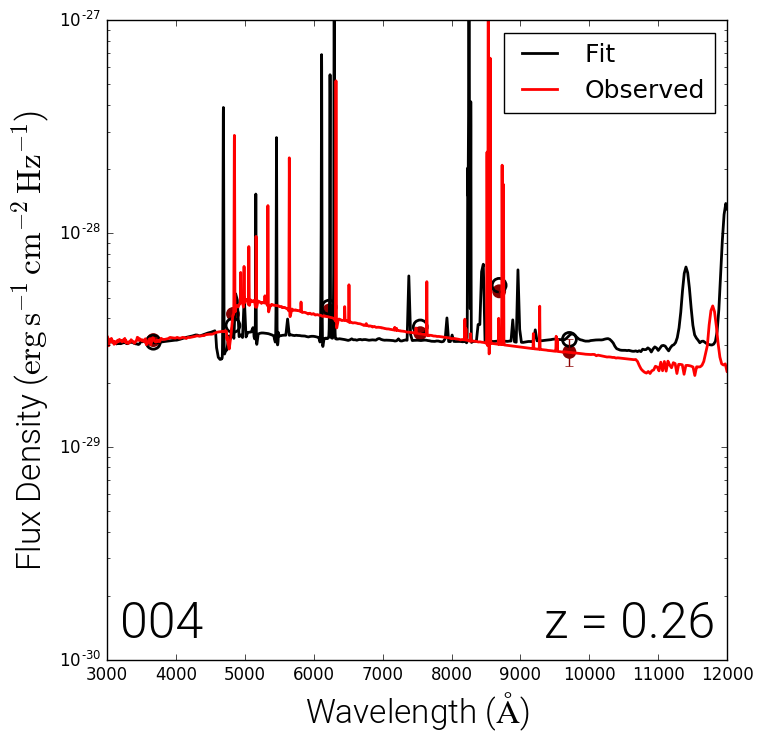 10^{-27}
Fit
Observed
10^{-28}
10^{-29}
10^{-30}
Flux Density (erg s^{-1} cm^{-2} Hz^{-1})
004
z = 0.26
3000 4000 5000 6000 7000 8000 9000 10000 11000 12000
Wavelength (Å)